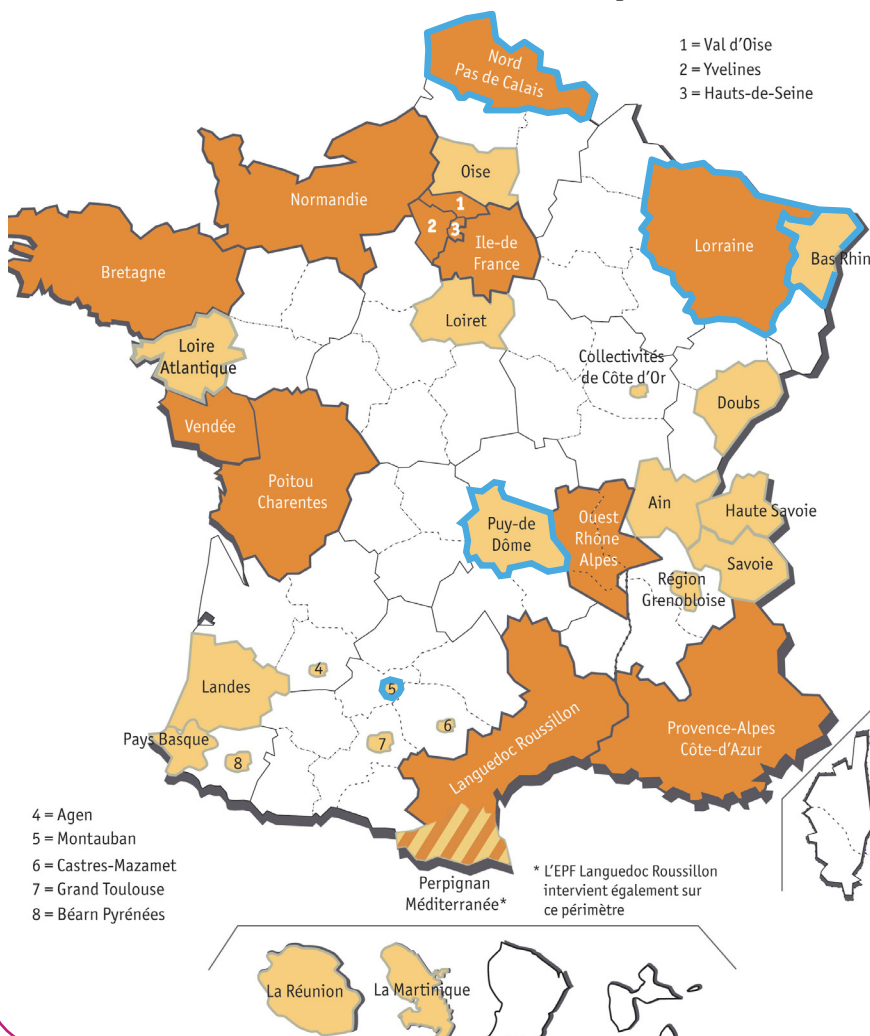 1 = Val d'Oise
2 = Yvelines
3 = Hauts-de-Seine
Nord
Pas de Calais
Oise
Normandie
1
2
3
Ile-de
France
Lorraine
Bas Rhin
Bretagne
Loiret
Loire
Atlantique
Collectivités
de Côte d'Or
Doubs
Vendée
Poitou
Charentes
Puy-de
Dôme
Ouest
Rhône
Alpes
Ain
Haute Savoie
Savoie
Région
Grenobloise
4
Landes
5
6
7
8
Pays Basque
Languedoc Roussillon
Provence-Alpes
Côte-d'Azur
4 = Agen
5 = Montauban
6 = Castres-Mazamet
7 = Grand Toulouse
8 = Béarn Pyrénées
Perpignan
Méditerranée*
* L'EPF Languedoc Roussillon
intervient également sur
ce périmètre
La Réunion
La Martinique